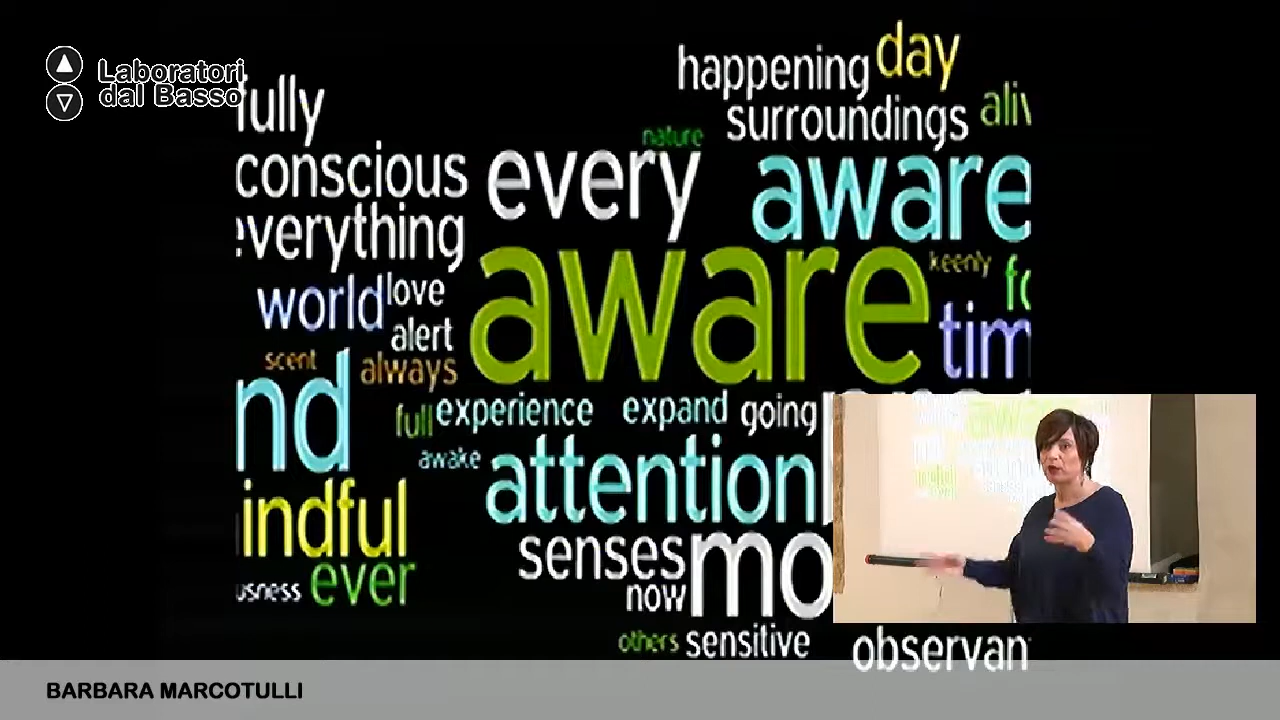 Laboratori
dal Basso
happening day
fully
surroundings
nature
conscious every
aware
everything
aware
keenly
world love
alert
scent always
full experience expand going
awake attention
senses
now
ever
others sensitive
observan
BARBARA MARCOTULLI